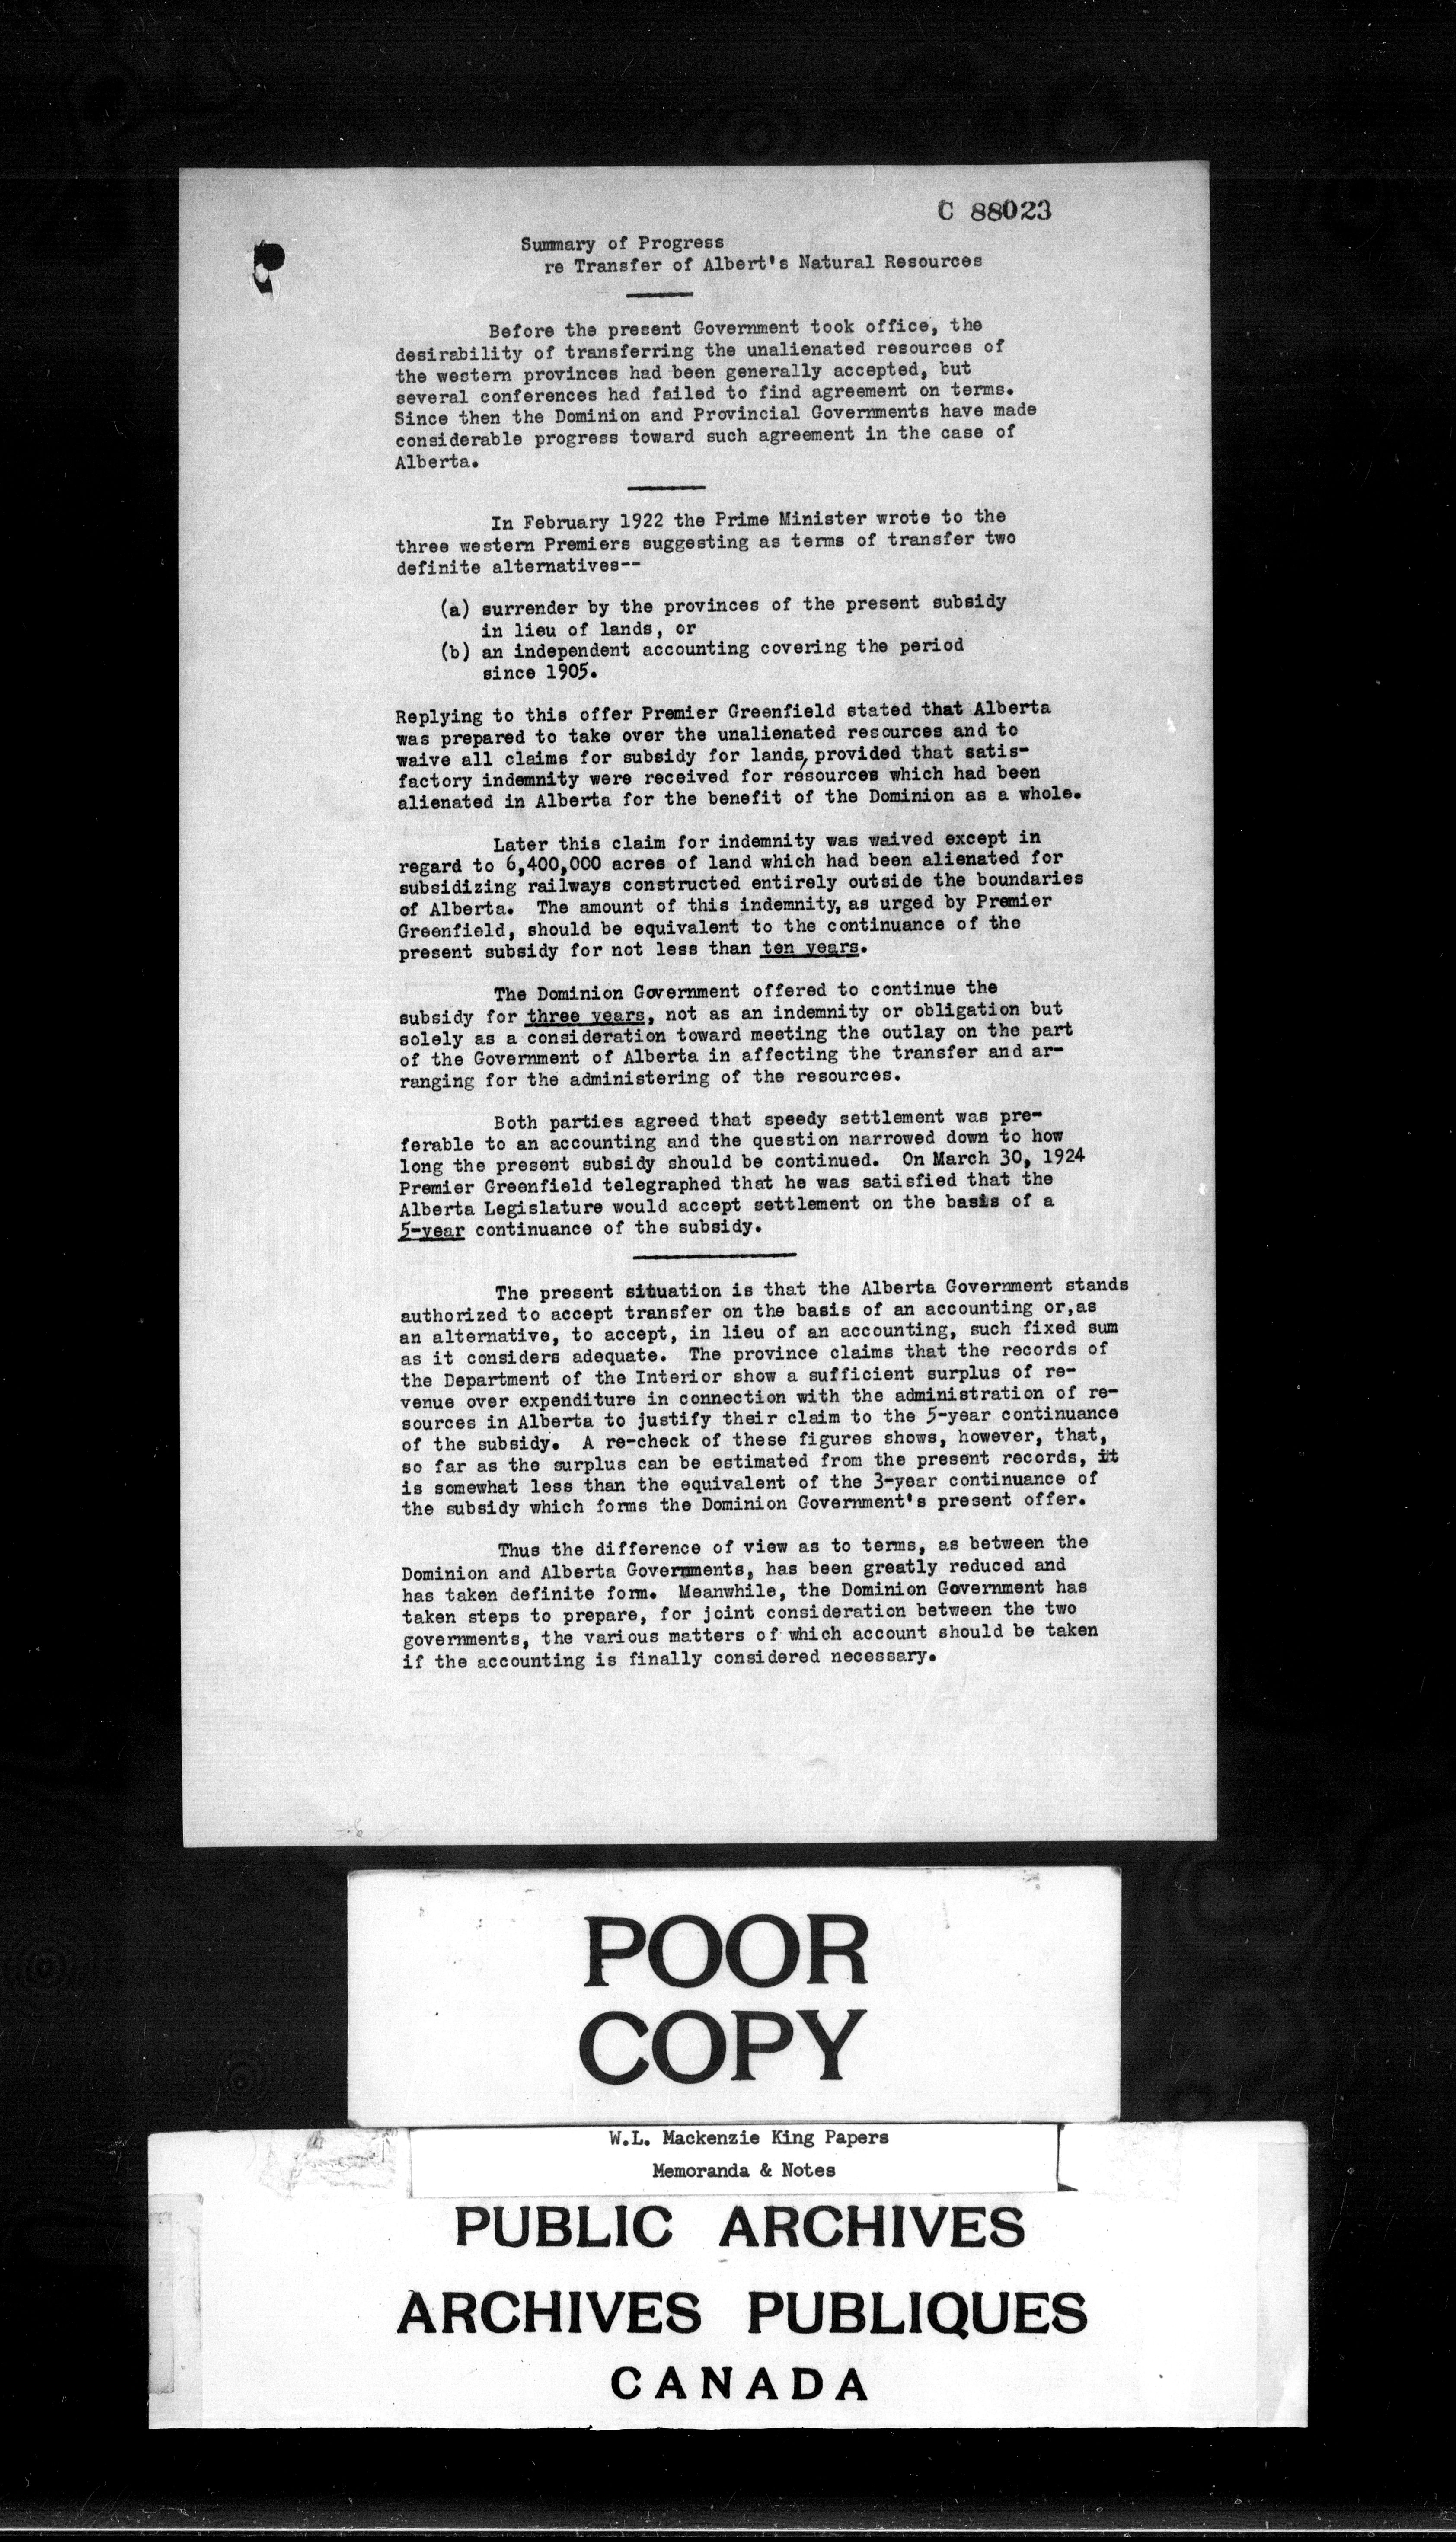 C 88023
Summary of Progress
re Transfer of Albert's Natural Resources
Before the present Government took office, the
desirability of transferring the unalienated resources of
the western provinces had been generally accepted, but
several conferences had failed to find agreement on terms.
Since then the Dominion and Provincial Governments have made
considerable progress toward such agreement in the case of
Alberta.
In February 1922 the Prime Minister wrote to the
three western Premiers suggesting as terms of transfer two
definite alternatives--
(a) surrender by the provinces of the present subsidy
in lieu of lands, or
(b) an independent accounting covering the period
since 1905.
Replying to this offer Premier Greenfield stated that Alberta
was prepared to take over the unalienated resources and to
waive all claims for subsidy for lands, provided that satis-
factory indemnity were received for resources which had been
alienated in Alberta for the benefit of the Dominion as a whole.
Later this claim for indemnity was waived except in
regard to 6,400,000 acres of land which had been alienated for
subsidizing railways constructed entirely outside the boundaries
of Alberta. The amount of this indemnity, as urged by Premier
Greenfield, should be equivalent to the continuance of the
present subsidy for not less than ten years.
The Dominion Government offered to continue the
subsidy for three years, not as an indemnity or obligation but
solely as a consideration toward meeting the outlay on the part
of the Government of Alberta in affecting the transfer and ar-
ranging for the administering of the resources.
Both parties agreed that speedy settlement was pre-
ferable to an accounting and the question narrowed down to how
long the present subsidy should be continued. On March 30, 1924
Premier Greenfield telegraphed that he was satisfied that the
Alberta Legislature would accept settlement on the basis of a
5-year continuance of the subsidy.
The present situation is that the Alberta Government stands
authorized to accept transfer on the basis of an accounting or, as
an alternative, to accept, in lieu of an accounting, such fixed sum
as it considers adequate. The province claims that the records of
the Department of the Interior show a sufficient surplus of re-
venue over expenditure in connection with the administration of re-
sources in Alberta to justify their claim to the 5-year continuance
of the subsidy. A re-check of these figures shows, however, that,
so far as the surplus can be estimated from the present records, it
is somewhat less than the equivalent of the 3-year continuance of
the subsidy which forms the Dominion Government's present offer.
Thus the difference of view as to terms, as between the
Dominion and Alberta Governments, has been greatly reduced and
has taken definite form. Meanwhile, the Dominion Government has
taken steps to prepare, for joint consideration between the two
governments, the various matters of which account should be taken
if the accounting is finally considered necessary.
POOR
COPY
W.L. Mackenzie King Papers
Memoranda & Notes
PUBLIC ARCHIVES
ARCHIVES PUBLIQUES
CANADA